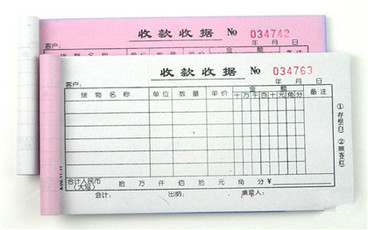 收款收据 No 034742
客户: 年 月 日
金 额
收款收据 No 034763
客户: 年 月 日
货 物 名 称 单位 数 量 单价 金 额 备 注
十 万 千 百 十 元 角 分
①存根(白) ②顾客(红)
合计人民币(大写) 拾 万 仟 佰 拾 元 角 分 ¥
会计: 出纳: